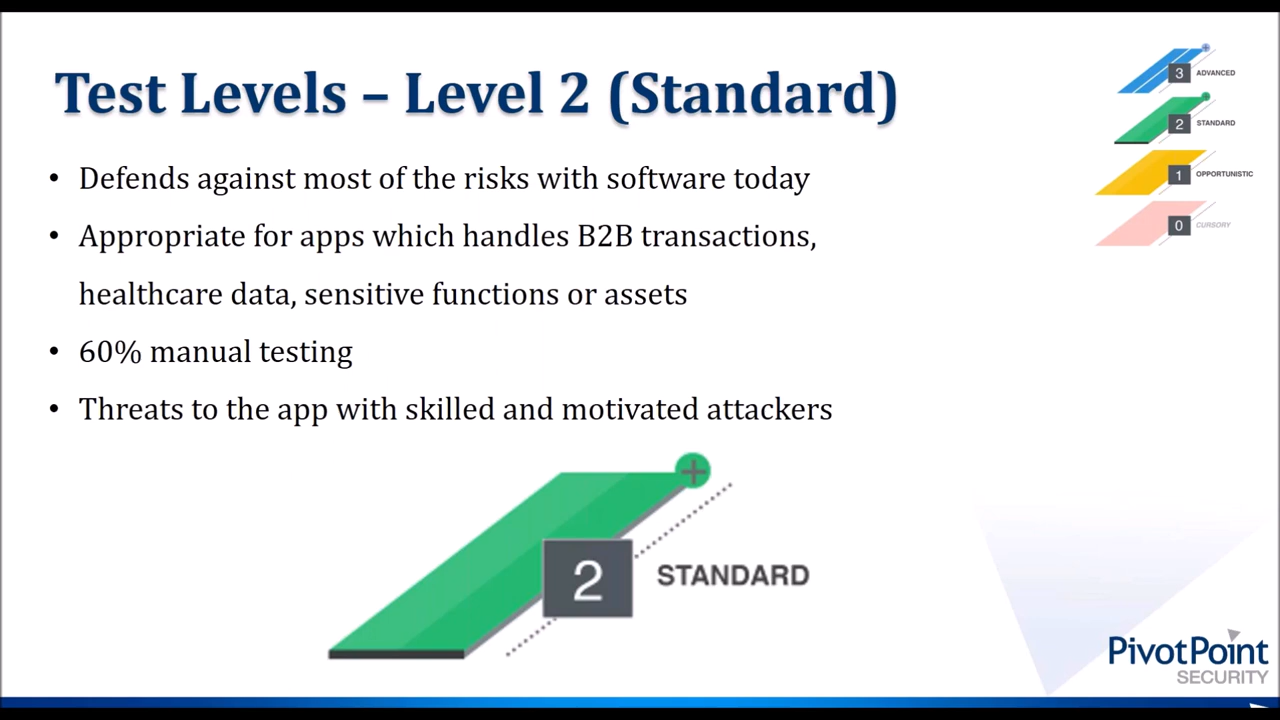 Test Levels – Level 2 (Standard)
• Defends against most of the risks with software today
• Appropriate for apps which handles B2B transactions,
healthcare data, sensitive functions or assets
• 60% manual testing
• Threats to the app with skilled and motivated attackers
3 ADVANCED
2 STANDARD
1 OPPORTUNISTIC
0 CURSORY
2 STANDARD
PivotPoint
SECURITY